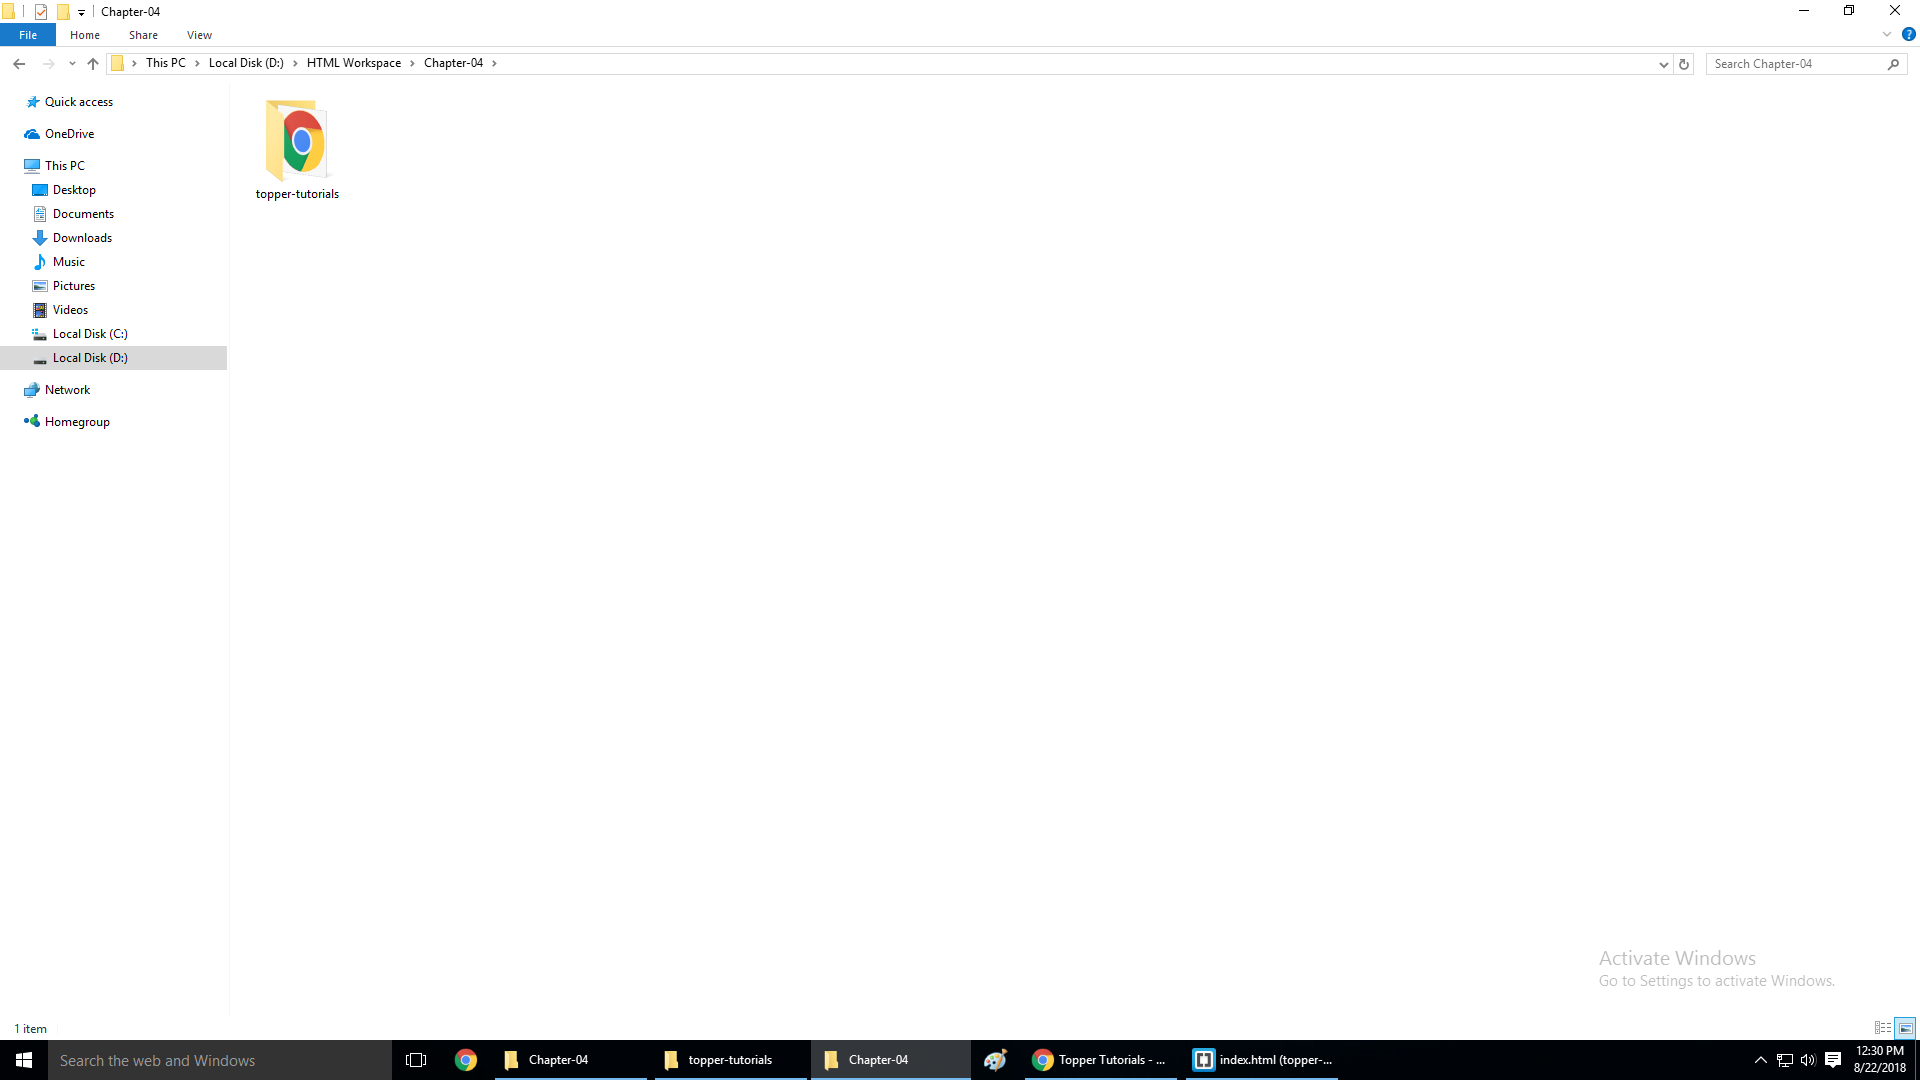 Chapter-04
File Home Share View
This PC Local Disk (D:) HTML Workspace Chapter-04
Search Chapter-04
Quick access
OneDrive
This PC
Desktop
Documents
Downloads
Music
Pictures
Videos
Local Disk (C:)
Local Disk (D:)
Network
Homegroup
topper-tutorials
Activate Windows
Go to Settings to activate Windows.
1 item
Search the web and Windows
Chapter-04
topper-tutorials
Chapter-04
Topper Tutorials - ...
index.html (topper-...
12:30 PM
8/22/2018